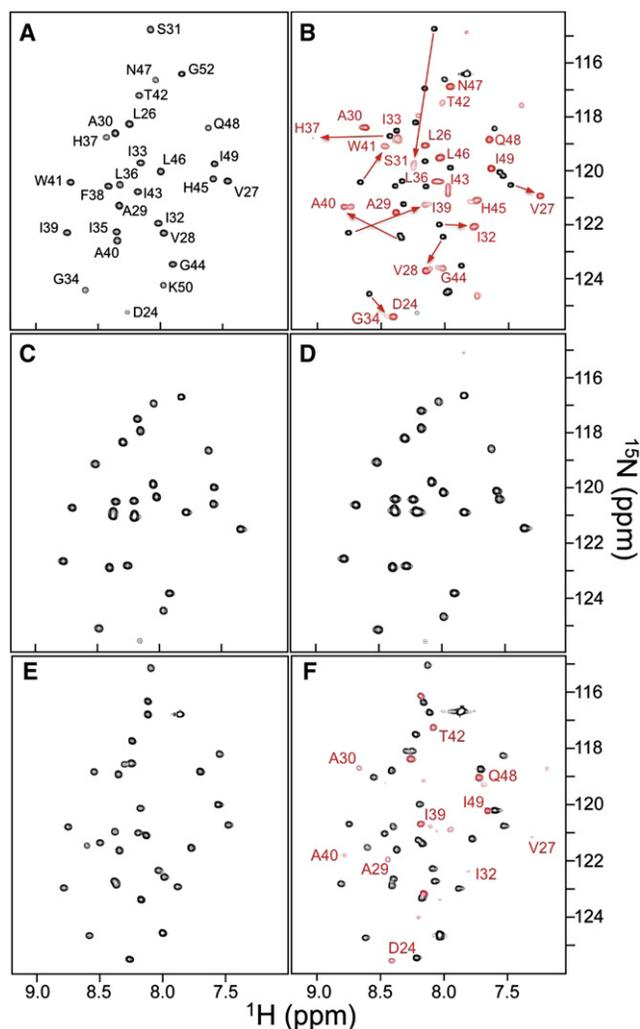 A
S31
N47
G52
T42
L26
A30
H37
Q48
I33
L46
I49
W41
L36
F38
I43
H45
V27
A29
I39
I35
I32
A40
V28
G44
G34
K50
D24
B
116
N47
T42
A30
I33
118
H37
L26
Q48
W41
S31
L46
I49
120
L36
I43
A40
A29
I39
H45
V27
122
I32
V28
G44
124
D24
G34
C
D
116
118
120
122
124
15N (ppm)
E
F
116
T42
118
A30
Q48
I49
120
I39
V27
A40
A29
I32
122
124
D24
9.0 8.5 8.0 7.5 9.0 8.5 8.0 7.5
1H (ppm)